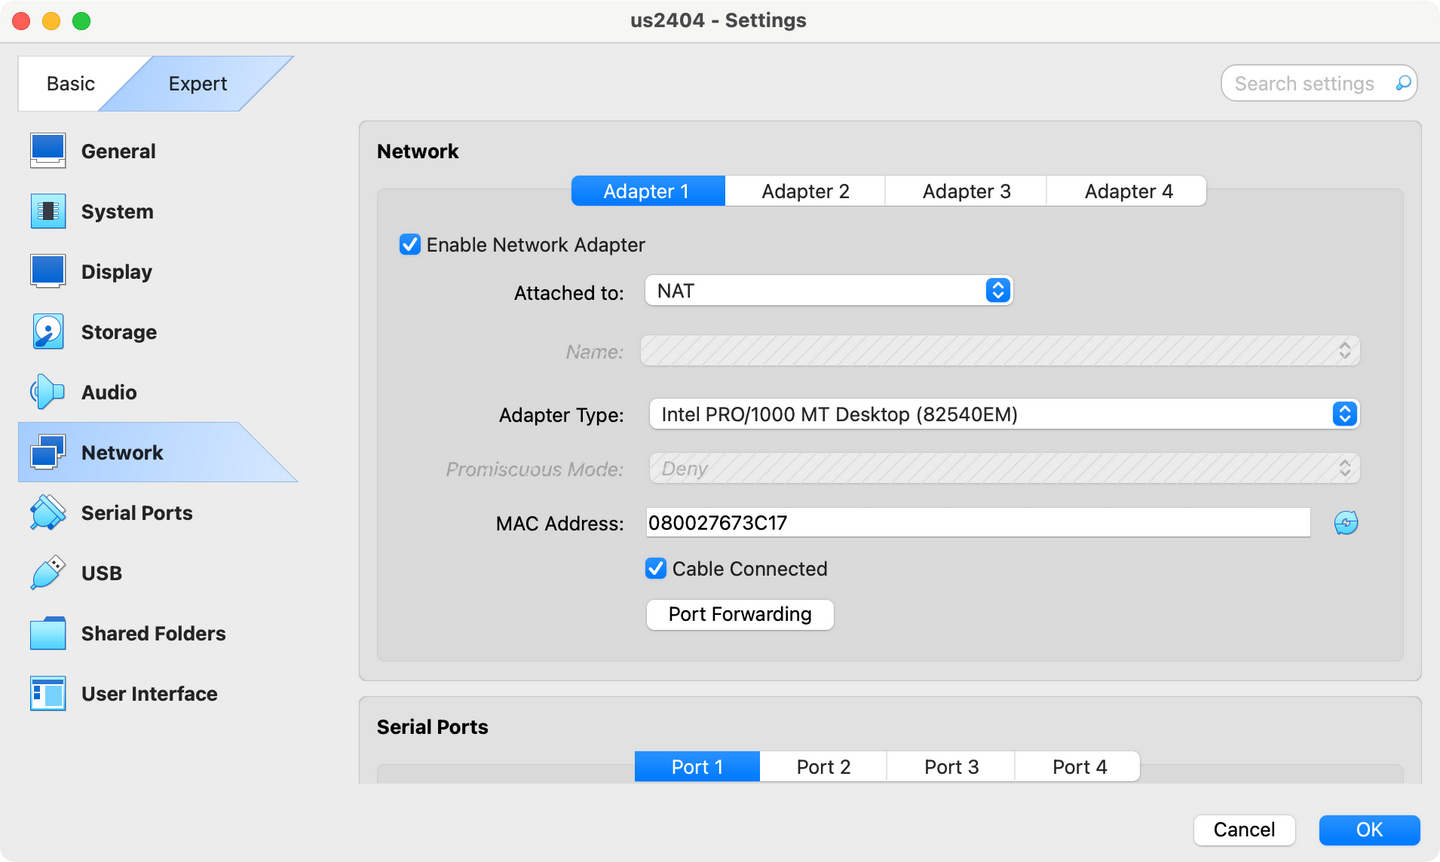 us2404 - Settings
Basic
Expert
Search settings
General
System
Display
Storage
Audio
Network
Serial Ports
USB
Shared Folders
User Interface
Network
Adapter 1
Adapter 2
Adapter 3
Adapter 4
Enable Network Adapter
Attached to: NAT
Name:
Adapter Type: Intel PRO/1000 MT Desktop (82540EM)
Promiscuous Mode: Deny
MAC Address: 080027673C17
Cable Connected
Port Forwarding
Serial Ports
Port 1
Port 2
Port 3
Port 4
Cancel
OK